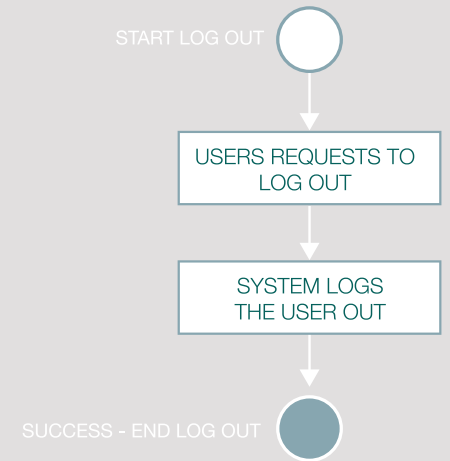 START LOG OUT
USERS REQUESTS TO
LOG OUT
SYSTEM LOGS
THE USER OUT
SUCCESS - END LOG OUT